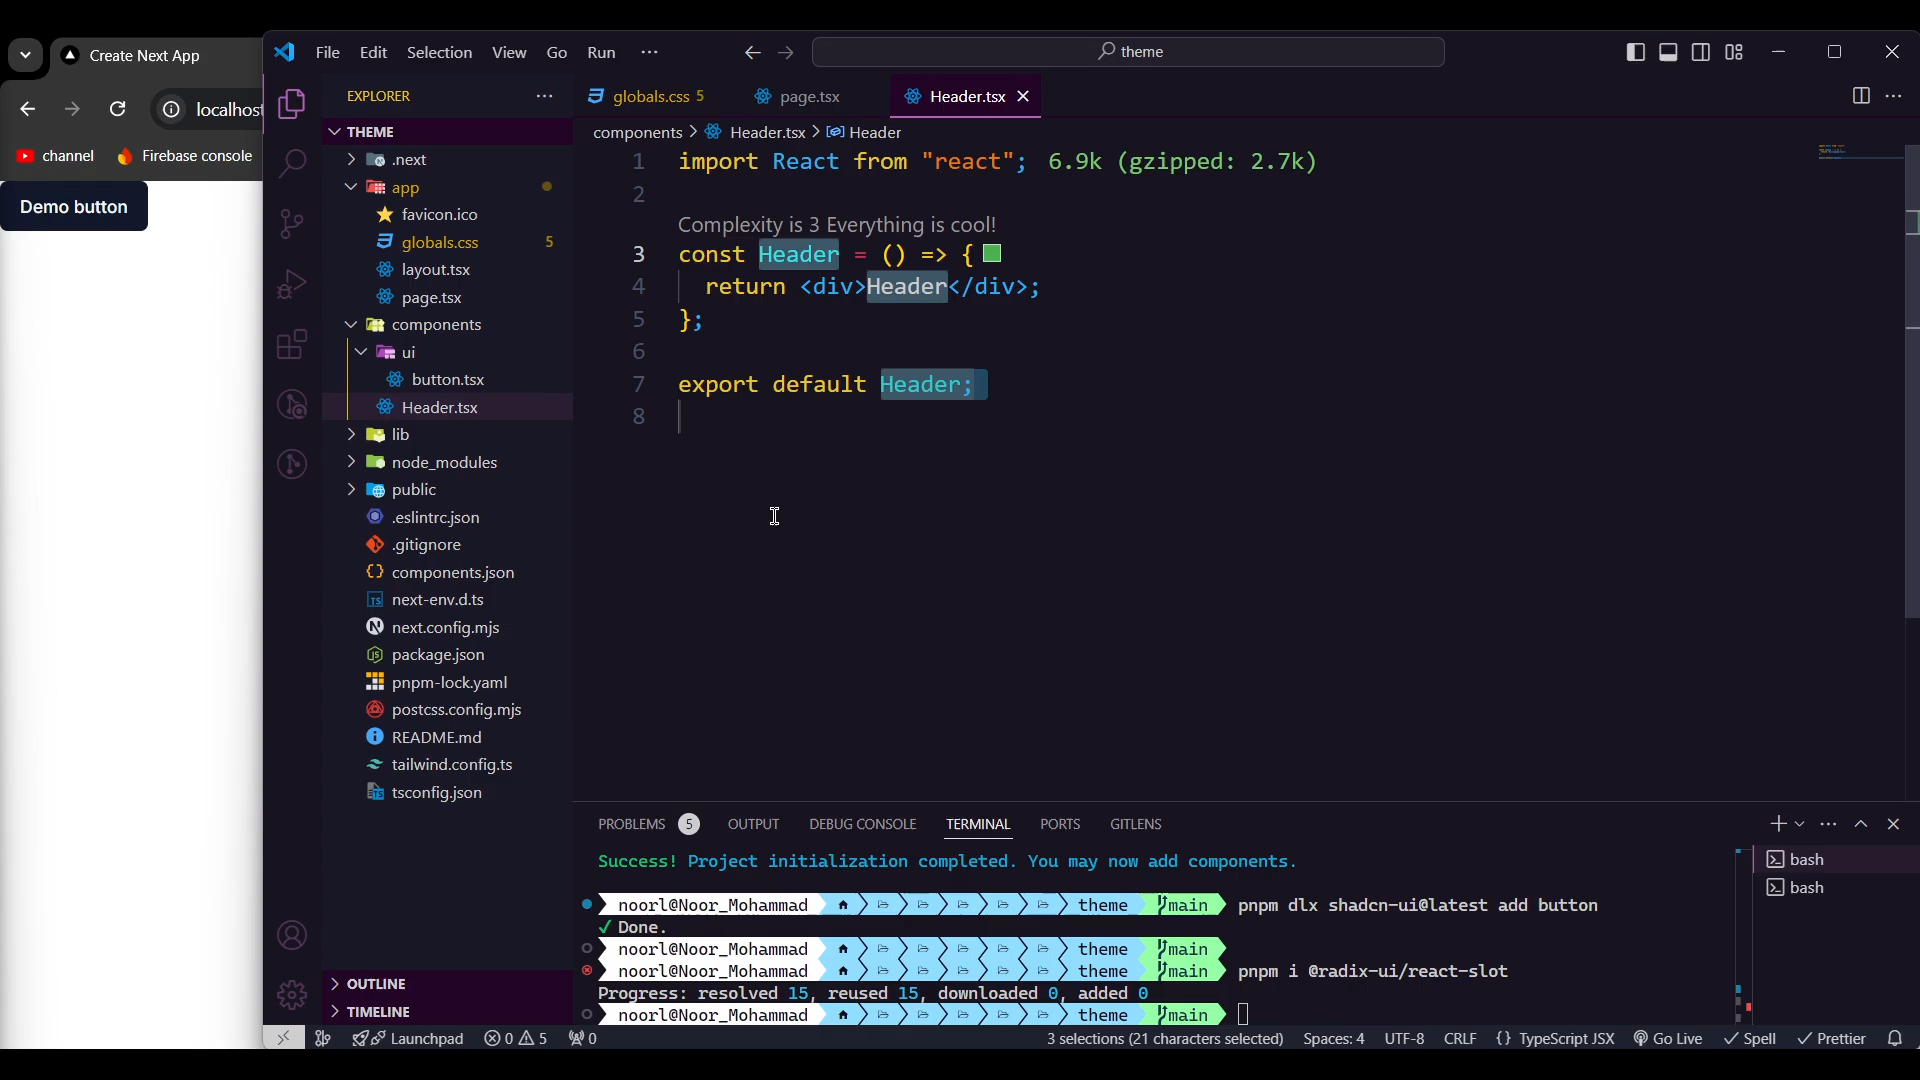 Create Next App
localhost
channel
Firebase console
Demo button
File Edit Selection View Go Run ···
theme
EXPLORER
THEME
.next
app
favicon.ico
globals.css 5
layout.tsx
page.tsx
components
ui
button.tsx
Header.tsx
lib
node_modules
public
.eslintrc.json
.gitignore
components.json
next-env.d.ts
next.config.mjs
package.json
pnpm-lock.yaml
postcss.config.mjs
README.md
tailwind.config.ts
tsconfig.json
OUTLINE
TIMELINE
globals.css 5 page.tsx Header.tsx
components > Header.tsx > Header
1 import React from "react"; 6.9k (gzipped: 2.7k)
2
Complexity is 3 Everything is cool!
3 const Header = () => {
4 return <div>Header</div>;
5 };
6
7 export default Header;
8
PROBLEMS 5 OUTPUT DEBUG CONSOLE TERMINAL PORTS GITLENS
Success! Project initialization completed. You may now add components.
noorl@Noor_Mohammad theme main pnpm dlx shadcn-ui@latest add button
✓ Done.
noorl@Noor_Mohammad theme main
noorl@Noor_Mohammad theme main pnpm i @radix-ui/react-slot
Progress: resolved 15, reused 15, downloaded 0, added 0
noorl@Noor_Mohammad theme main
bash
bash
Launchpad 0 5 0 3 selections (21 characters selected) Spaces: 4 UTF-8 CRLF {} TypeScript JSX Go Live ✓ Spell ✓ Prettier